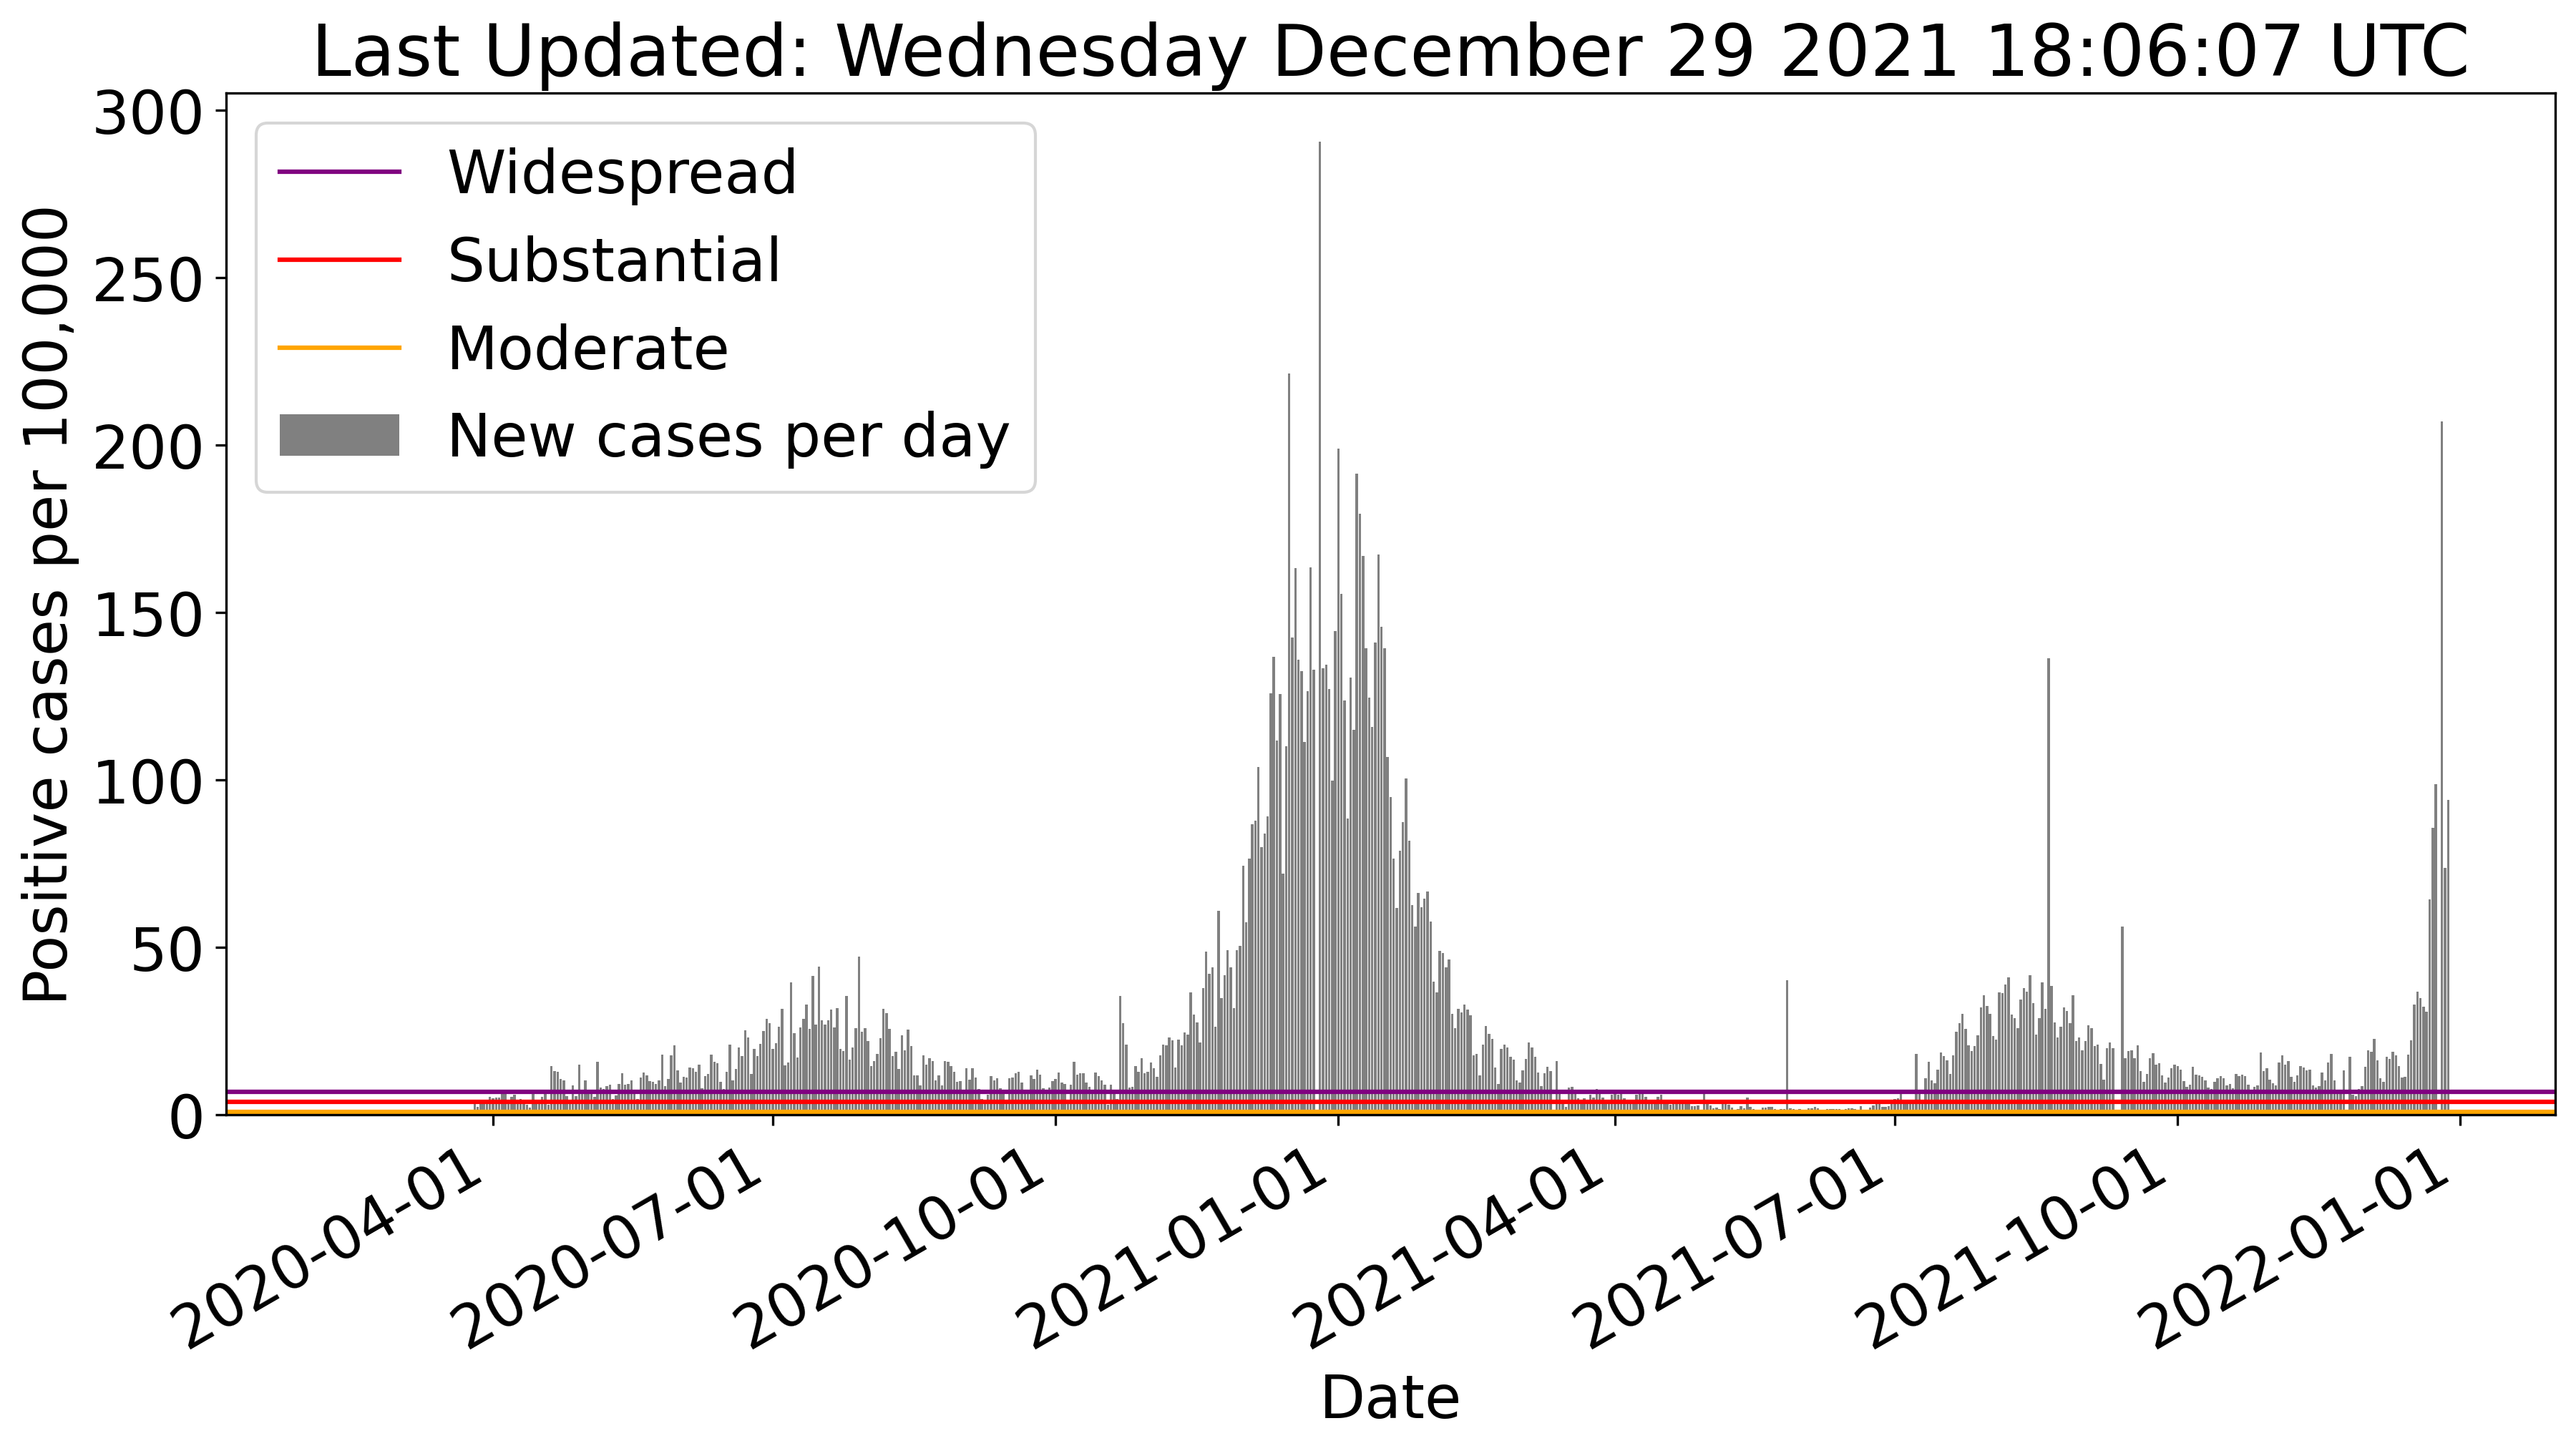 Last Updated: Wednesday December 29 2021 18:06:07 UTC
Positive cases per 100,000
300
250
200
150
100
50
0
Widespread
Substantial
Moderate
New cases per day
2020-04-01
2020-07-01
2020-10-01
2021-01-01
2021-04-01
2021-07-01
2021-10-01
2022-01-01
Date